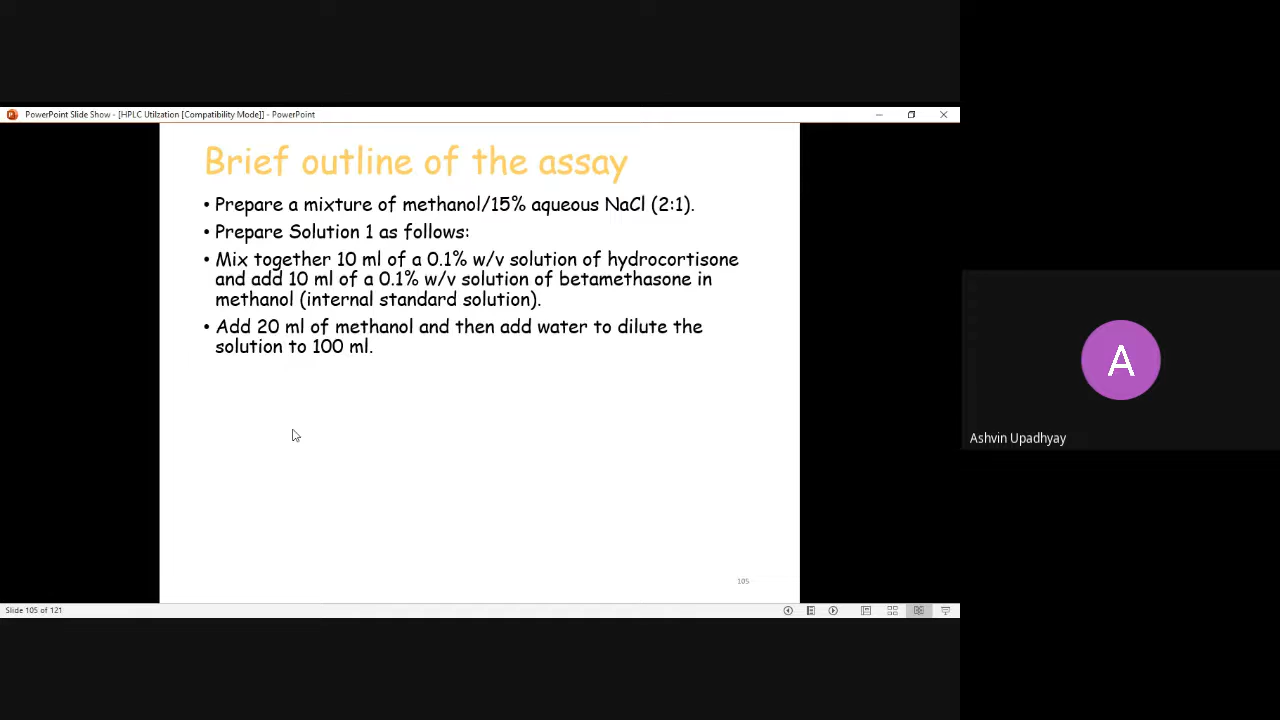 PowerPoint Slide Show - [HPLC Utilzation [Compatibility Mode]] - PowerPoint
Brief outline of the assay
• Prepare a mixture of methanol/15% aqueous NaCl (2:1).
• Prepare Solution 1 as follows:
• Mix together 10 ml of a 0.1% w/v solution of hydrocortisone
and add 10 ml of a 0.1% w/v solution of betamethasone in
methanol (internal standard solution).
• Add 20 ml of methanol and then add water to dilute the
solution to 100 ml.
105
Slide 105 of 121
A
Ashvin Upadhyay